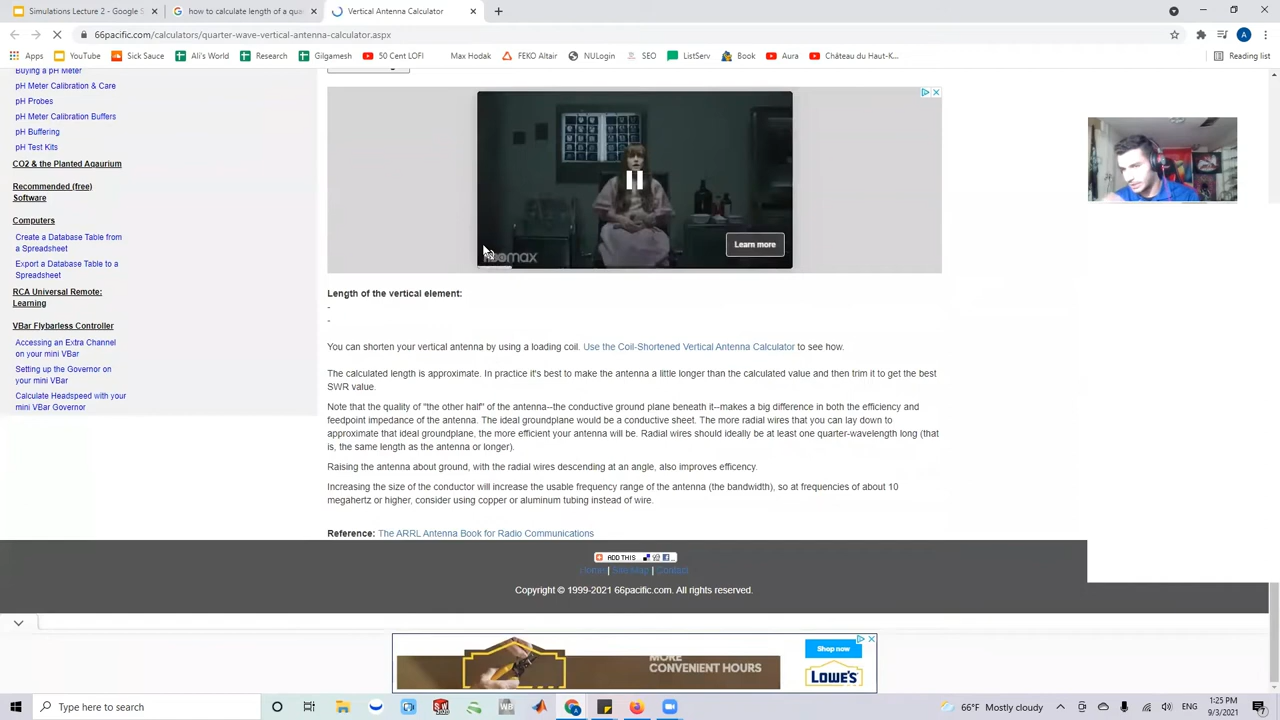 Simulations Lecture 2 - Google S
how to calculate length of a qua
Vertical Antenna Calculator
66pacific.com/calculators/quarter-wave-vertical-antenna-calculator.aspx
Apps YouTube Sick Sauce Ali's World Research Gilgamesh 50 Cent LOFI Max Hodak FEKO Altair NULogin SEO ListServ Book Aura Château du Haut-K... Reading list
Buying a pH Meter
pH Meter Calibration & Care
pH Probes
pH Meter Calibration Buffers
pH Buffering
pH Test Kits
CO2 & the Planted Aqaurium
Recommended (free)
Software
Computers
Create a Database Table from
a Spreadsheet
Export a Database Table to a
Spreadsheet
RCA Universal Remote:
Learning
VBar Flybarless Controller
Accessing an Extra Channel
on your mini VBar
Setting up the Governor on
your mini VBar
Calculate Headspeed with your
mini VBar Governor
Learn more
hbomax
Length of the vertical element:
-
-
You can shorten your vertical antenna by using a loading coil. Use the Coil-Shortened Vertical Antenna Calculator to see how.
The calculated length is approximate. In practice it's best to make the antenna a little longer than the calculated value and then trim it to get the best
SWR value.
Note that the quality of "the other half" of the antenna--the conductive ground plane beneath it--makes a big difference in both the efficiency and
feedpoint impedance of the antenna. The ideal groundplane would be a conductive sheet. The more radial wires that you can lay down to
approximate that ideal groundplane, the more efficient your antenna will be. Radial wires should ideally be at least one quarter-wavelength long (that
is, the same length as the antenna or longer).
Raising the antenna about ground, with the radial wires descending at an angle, also improves efficency.
Increasing the size of the conductor will increase the usable frequency range of the antenna (the bandwidth), so at frequencies of about 10
megahertz or higher, consider using copper or aluminum tubing instead of wire.
Reference: The ARRL Antenna Book for Radio Communications
ADD THIS
Home | Site Map | Contact
Copyright © 1999-2021 66pacific.com. All rights reserved.
MORE
CONVENIENT HOURS
Shop now
LOWE'S
Type here to search
66°F Mostly cloudy
1:25 PM
9/3/2021